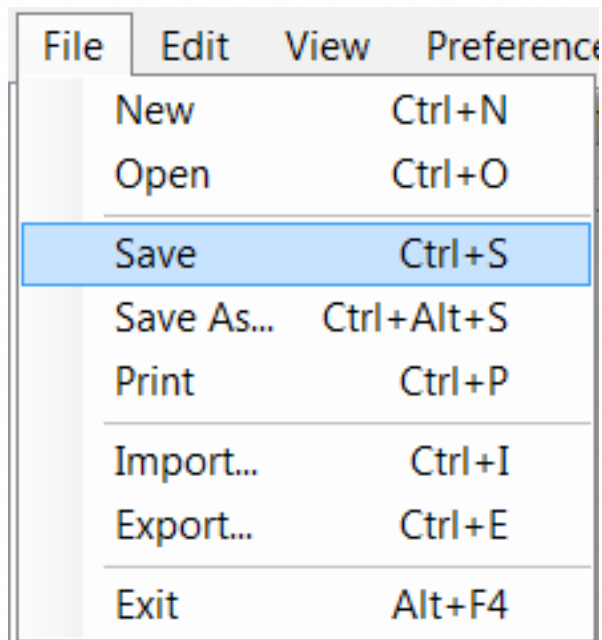 File Edit View Preference
New Ctrl+N
Open Ctrl+O
Save Ctrl+S
Save As... Ctrl+Alt+S
Print Ctrl+P
Import... Ctrl+I
Export... Ctrl+E
Exit Alt+F4